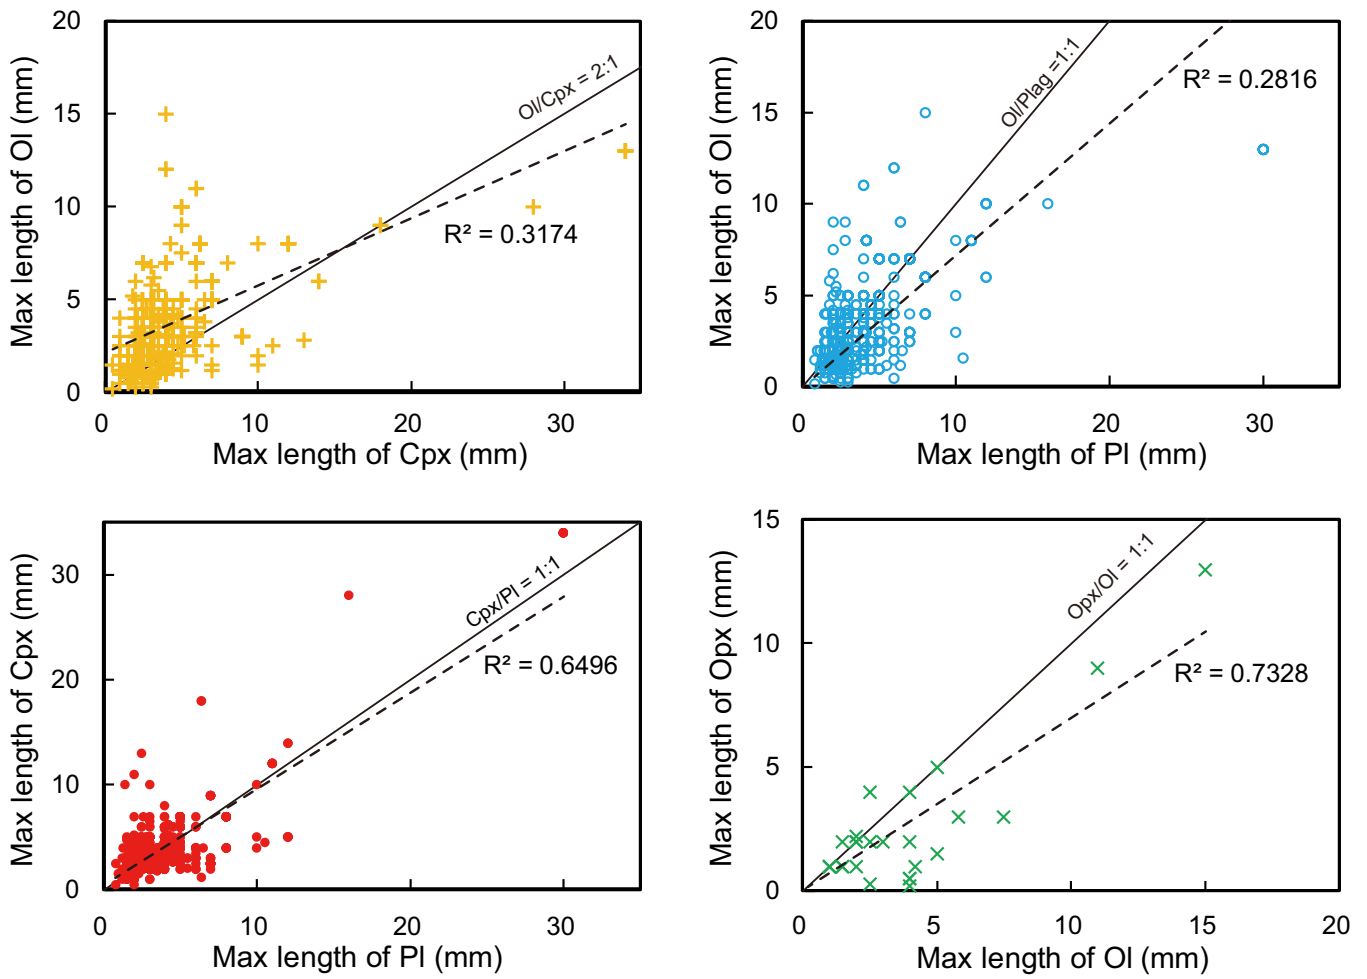 20
15
10
5
0
Max length of Ol (mm)
Ol/Cpx = 2:1
R² = 0.3174
0
10
20
30
Max length of Cpx (mm)
20
15
10
5
0
Max length of Ol (mm)
Ol/Plag =1:1
R² = 0.2816
0
10
20
30
Max length of Pl (mm)
30
20
10
0
Max length of Cpx (mm)
Cpx/Pl = 1:1
R² = 0.6496
0
10
20
30
Max length of Pl (mm)
15
10
5
0
Max length of Opx (mm)
Opx/Ol = 1:1
R² = 0.7328
0
5
10
15
20
Max length of Ol (mm)